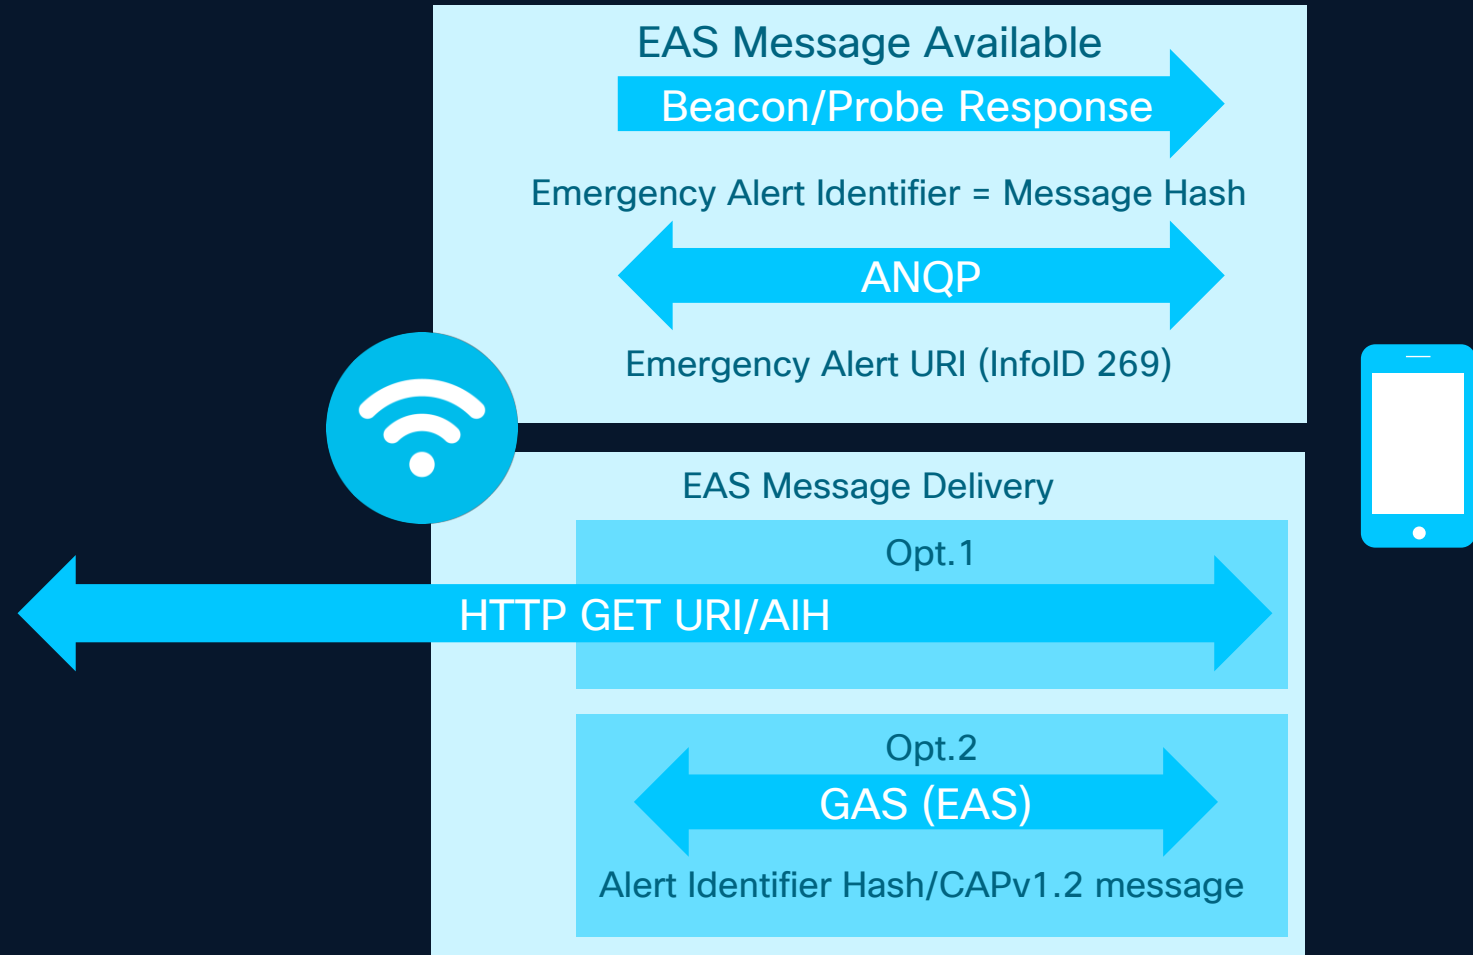 EAS Message Available
Beacon/Probe Response
Emergency Alert Identifier = Message Hash
ANQP
Emergency Alert URI (InfoID 269)
EAS Message Delivery
Opt.1
HTTP GET URI/AIH
Opt.2
GAS (EAS)
Alert Identifier Hash/CAPv1.2 message